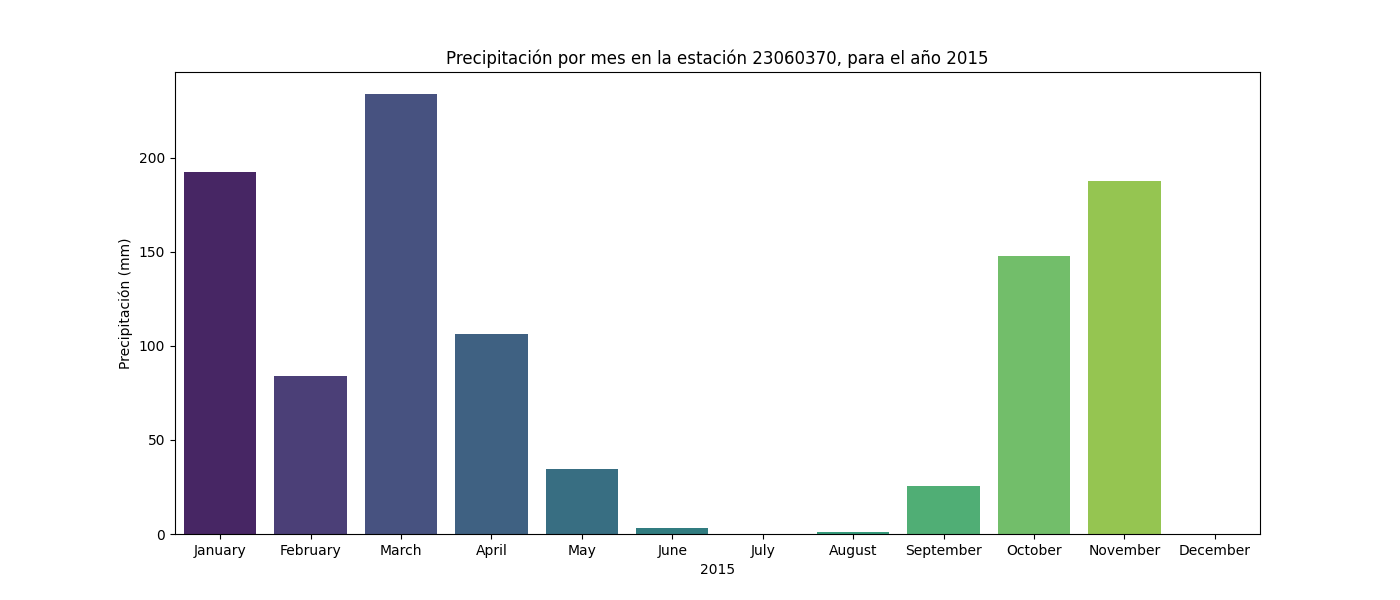 Precipitación por mes en la estación 23060370, para el año 2015
Precipitación (mm)
200
150
100
50
0
January February March April May June July August September October November December
2015